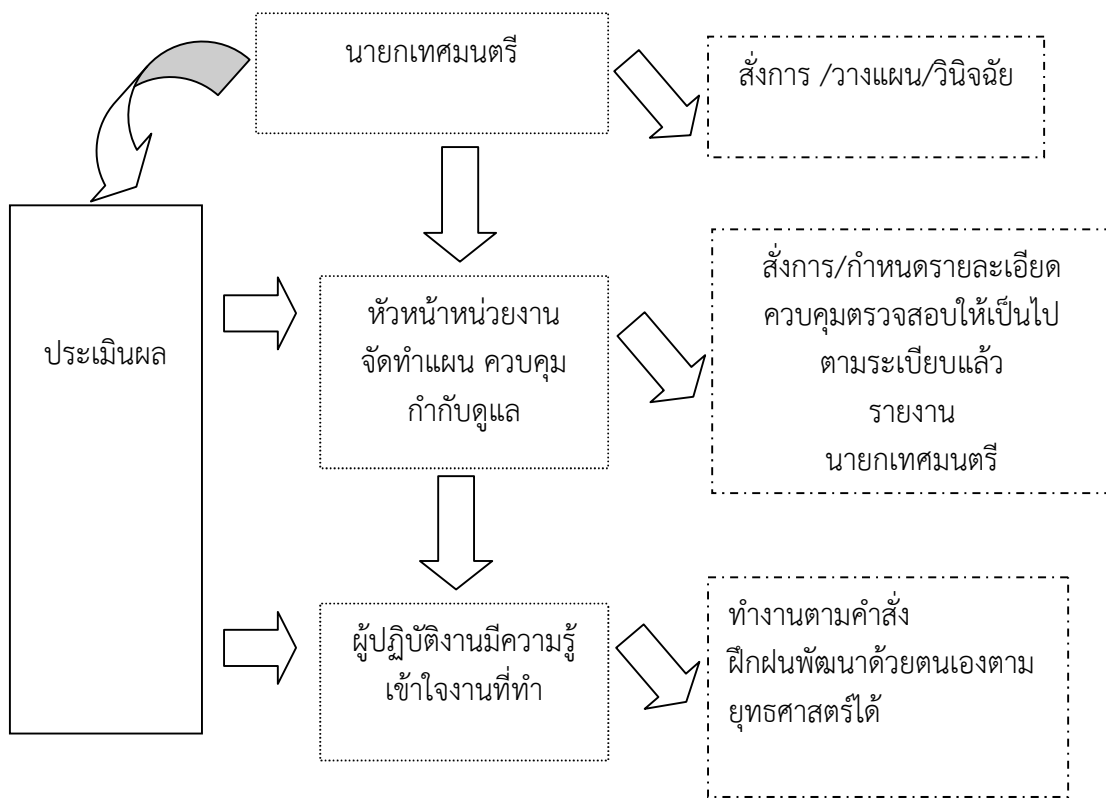 นายกเทศมนตรี
สั่งการ /วางแผน/วินิจฉัย
ประเมินผล
หัวหน้าหน่วยงาน
จัดทำแผน ควบคุม
กำกับดูแล
สั่งการ/กำหนดรายละเอียด
ควบคุมตรวจสอบให้เป็นไป
ตามระเบียบแล้ว
รายงาน
นายกเทศมนตรี
ผู้ปฏิบัติงานมีความรู้
เข้าใจงานที่ทำ
ทำงานตามคำสั่ง
ฝึกฝนพัฒนาด้วยตนเองตาม
ยุทธศาสตร์ได้